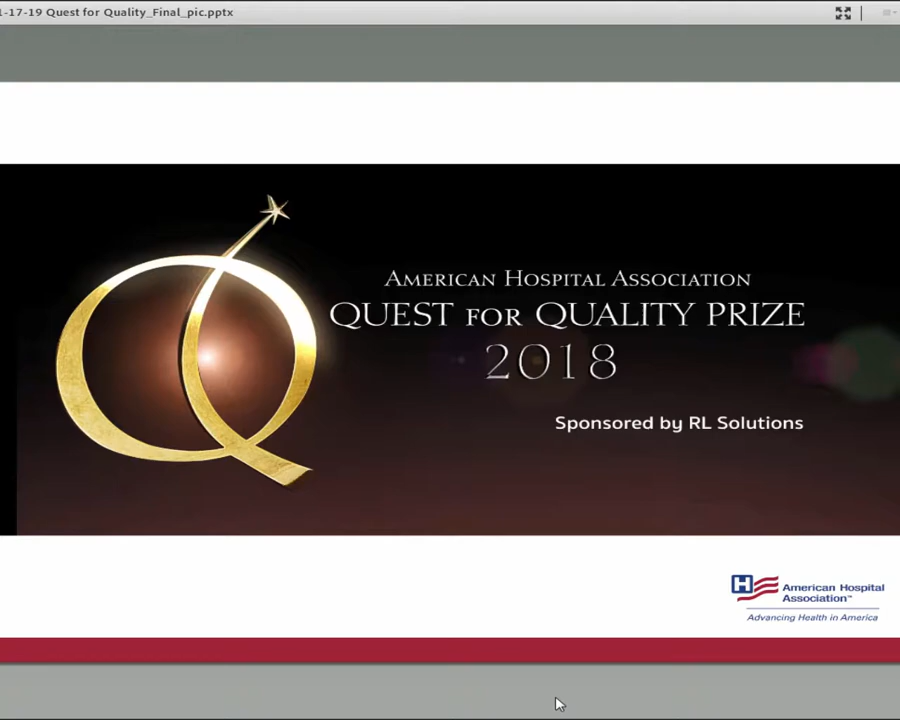 1-17-19 Quest for Quality_Final_pic.pptx
AMERICAN HOSPITAL ASSOCIATION
QUEST FOR QUALITY PRIZE
2018
Sponsored by RL Solutions
H American Hospital
Association™
Advancing Health in America